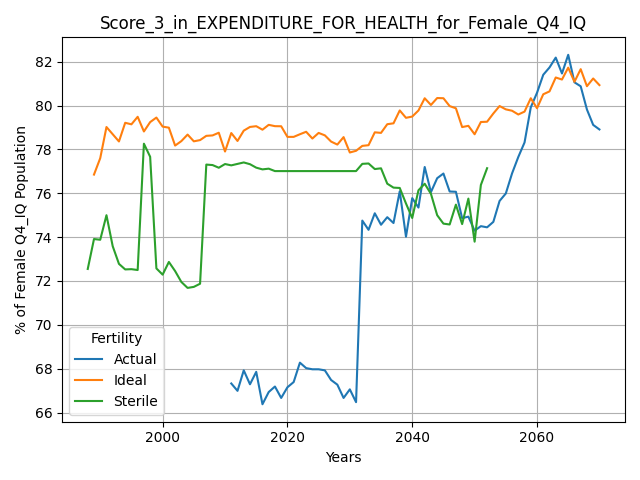 Score_3_in_EXPENDITURE_FOR_HEALTH_for_Female_Q4_IQ
% of Female Q4_IQ Population
82
80
78
76
74
72
70
68
66
Fertility
Actual
Ideal
Sterile
2000
2020
2040
2060
Years